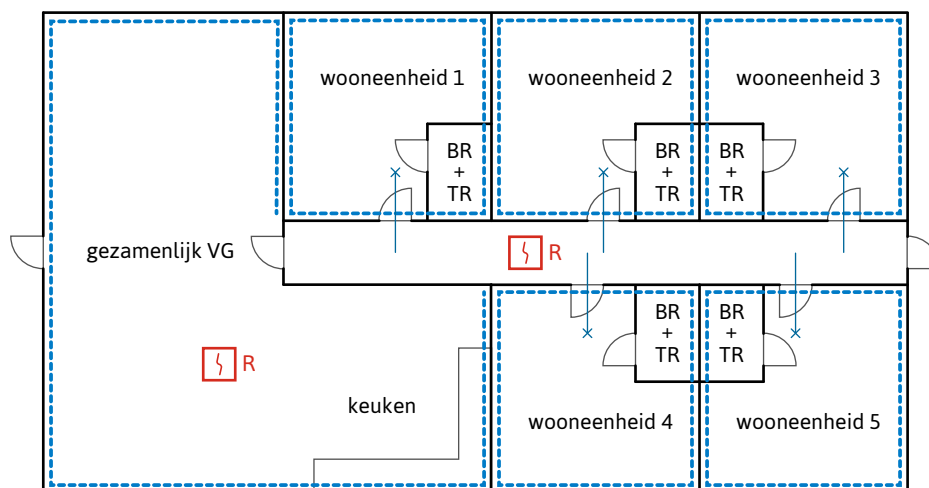 wooneenheid 1
wooneenheid 2
wooneenheid 3
BR
+
TR
BR
+
TR
BR
+
TR
gezamenlijk VG
R
R
keuken
BR
+
TR
BR
+
TR
wooneenheid 4
wooneenheid 5